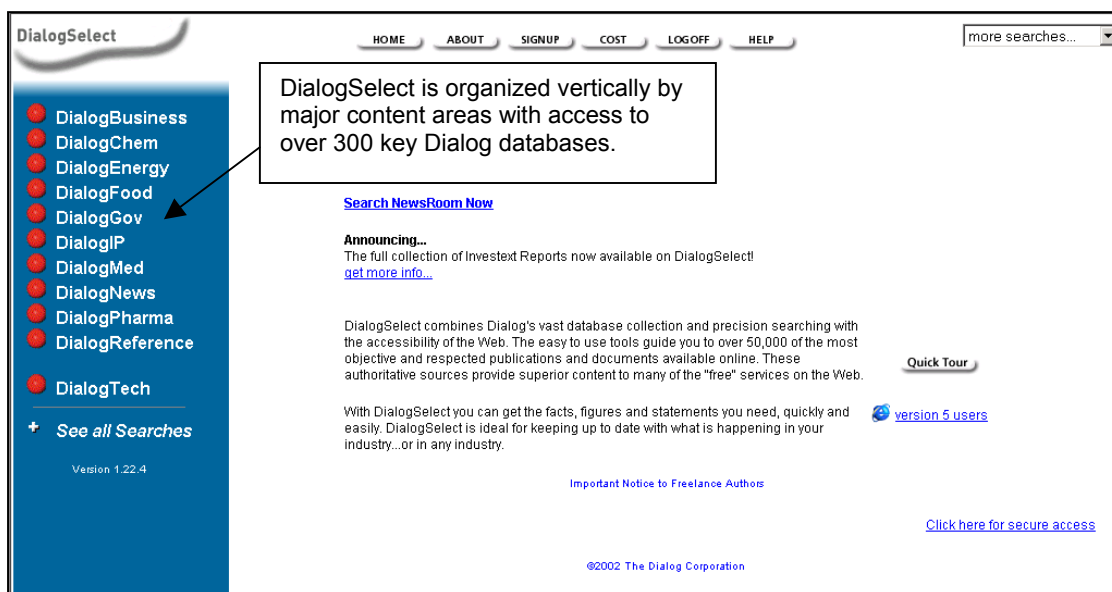 DialogSelect
HOME ABOUT SIGNUP COST LOGOFF HELP
more searches...
DialogSelect is organized vertically by
major content areas with access to
over 300 key Dialog databases.
DialogBusiness
DialogChem
DialogEnergy
DialogFood
DialogGov
DialogIP
DialogMed
DialogNews
DialogPharma
DialogReference
DialogTech
See all Searches
Version 1.22.4
Search NewsRoom Now
Announcing...
The full collection of Investext Reports now available on DialogSelect!
get more info...
DialogSelect combines Dialog's vast database collection and precision searching with
the accessibility of the Web. The easy to use tools guide you to over 50,000 of the most
objective and respected publications and documents available online. These
authoritative sources provide superior content to many of the "free" services on the Web.
Quick Tour
With DialogSelect you can get the facts, figures and statements you need, quickly and
easily. DialogSelect is ideal for keeping up to date with what is happening in your
industry...or in any industry.
version 5 users
Important Notice to Freelance Authors
Click here for secure access
©2002 The Dialog Corporation